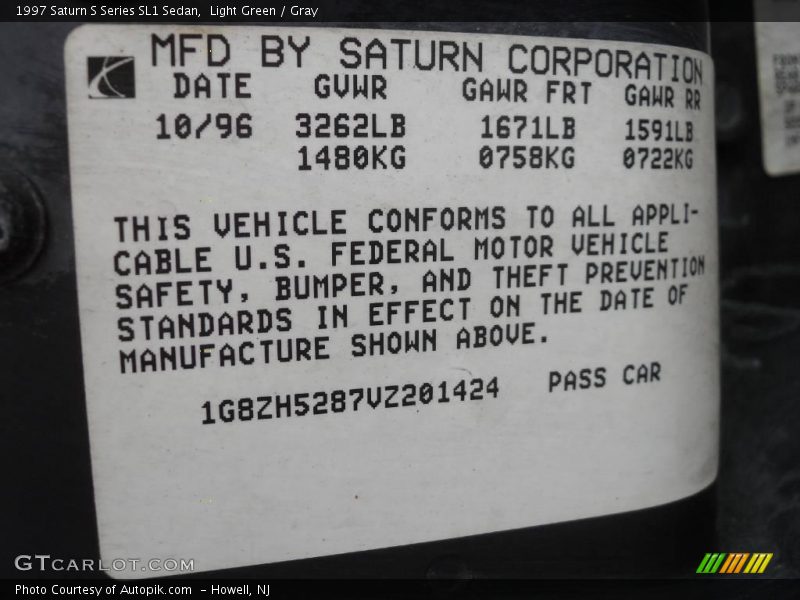 1997 Saturn S Series SL1 Sedan,  Light Green / Gray
MFD BY SATURN CORPORATION
DATE GVWR GAWR FRT GAWR RR
10/96 3262LB 1671LB 1591LB
1480KG 0758KG 0722KG
THIS VEHICLE CONFORMS TO ALL APPLI-
CABLE U.S. FEDERAL MOTOR VEHICLE
SAFETY, BUMPER, AND THEFT PREVENTION
STANDARDS IN EFFECT ON THE DATE OF
MANUFACTURE SHOWN ABOVE.
1G8ZH5287VZ201424 PASS CAR
GTCARLOT.COM
Photo Courtesy of Autopik.com  - Howell, NJ